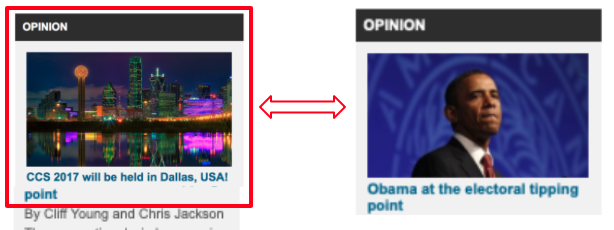 OPINION
CCS 2017 will be held in Dallas, USA!
point
By Cliff Young and Chris Jackson
OPINION
Obama at the electoral tipping
point